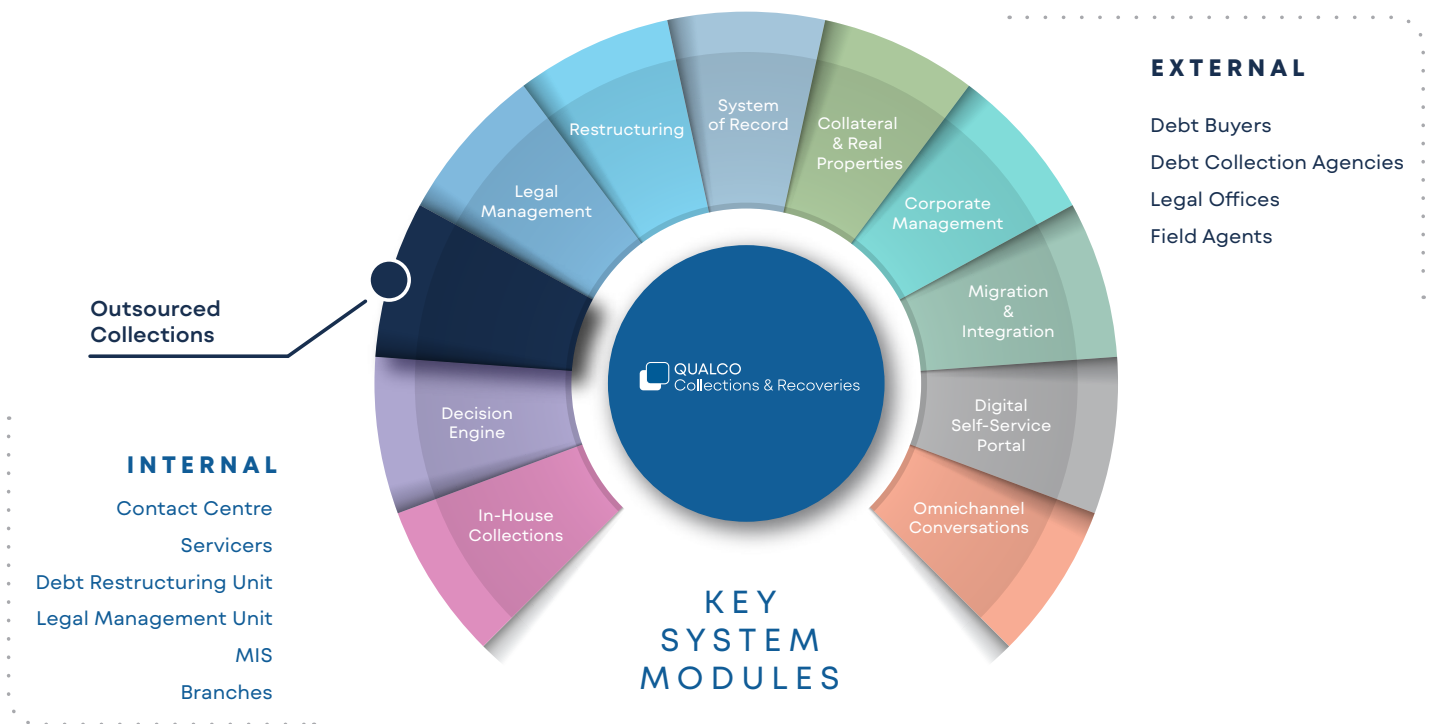 System
of Record
Restructuring
Collateral
& Real
Properties
Legal
Management
Corporate
Management
Outsourced
Collections
Migration
&
Integration
Decision
Engine
Digital
Self-Service
Portal
In-House
Collections
Omnichannel
Conversations
QUALCO
Collections & Recoveries
KEY
SYSTEM
MODULES
EXTERNAL
Debt Buyers
Debt Collection Agencies
Legal Offices
Field Agents
INTERNAL
Contact Centre
Servicers
Debt Restructuring Unit
Legal Management Unit
MIS
Branches